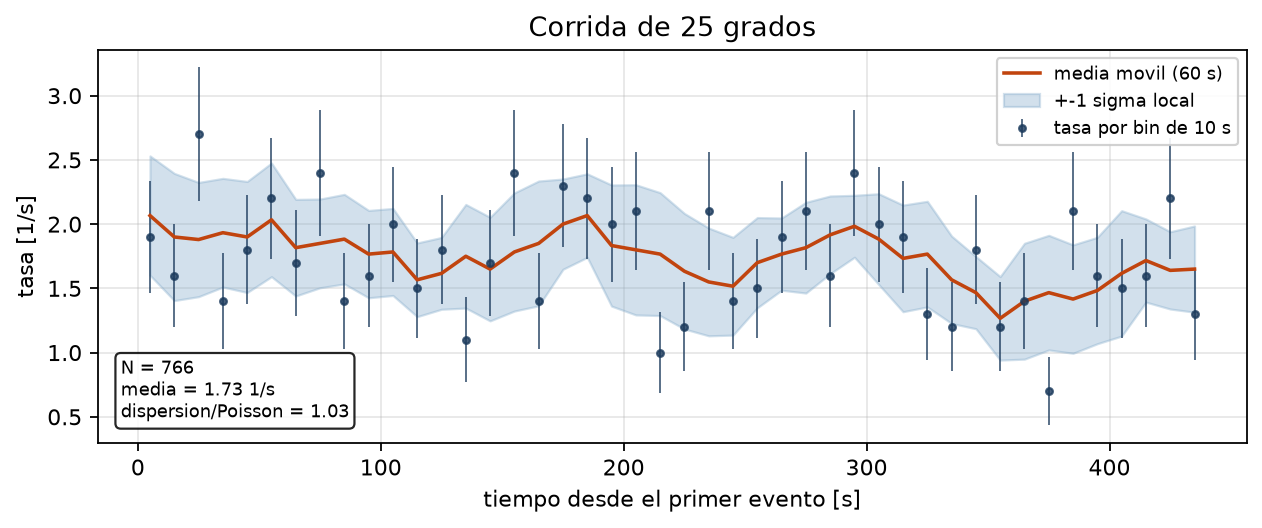 Corrida de 25 grados
tasa [1/s]
3.0
2.5
2.0
1.5
1.0
0.5
media movil (60 s)
+-1 sigma local
tasa por bin de 10 s
N = 766
media = 1.73 1/s
dispersion/Poisson = 1.03
0
100
200
300
400
tiempo desde el primer evento [s]